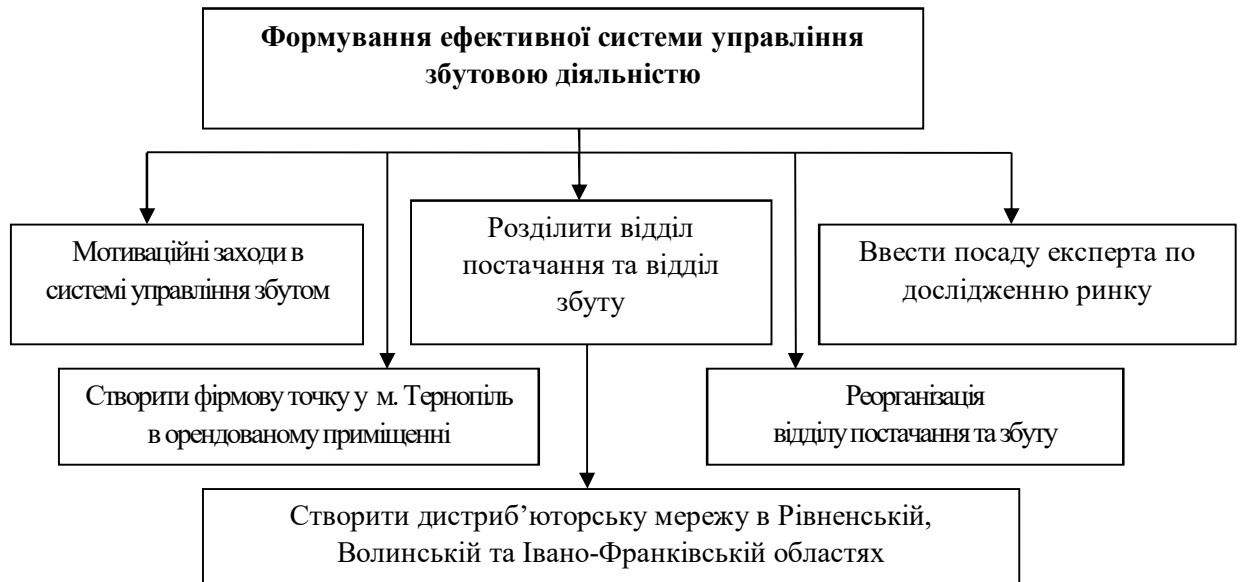 Формування ефективної системи управління
збутовою діяльністю
Мотиваційні заходи в
системі управління збутом
Розділити відділ
постачання та відділ
збуту
Ввести посаду експерта по
дослідженню ринку
Створити фірмову точку у м. Тернопіль
в орендованому приміщенні
Реорганізація
відділу постачання та збуту
Створити дистриб’юторську мережу в Рівненській,
Волинській та Івано-Франківській областях